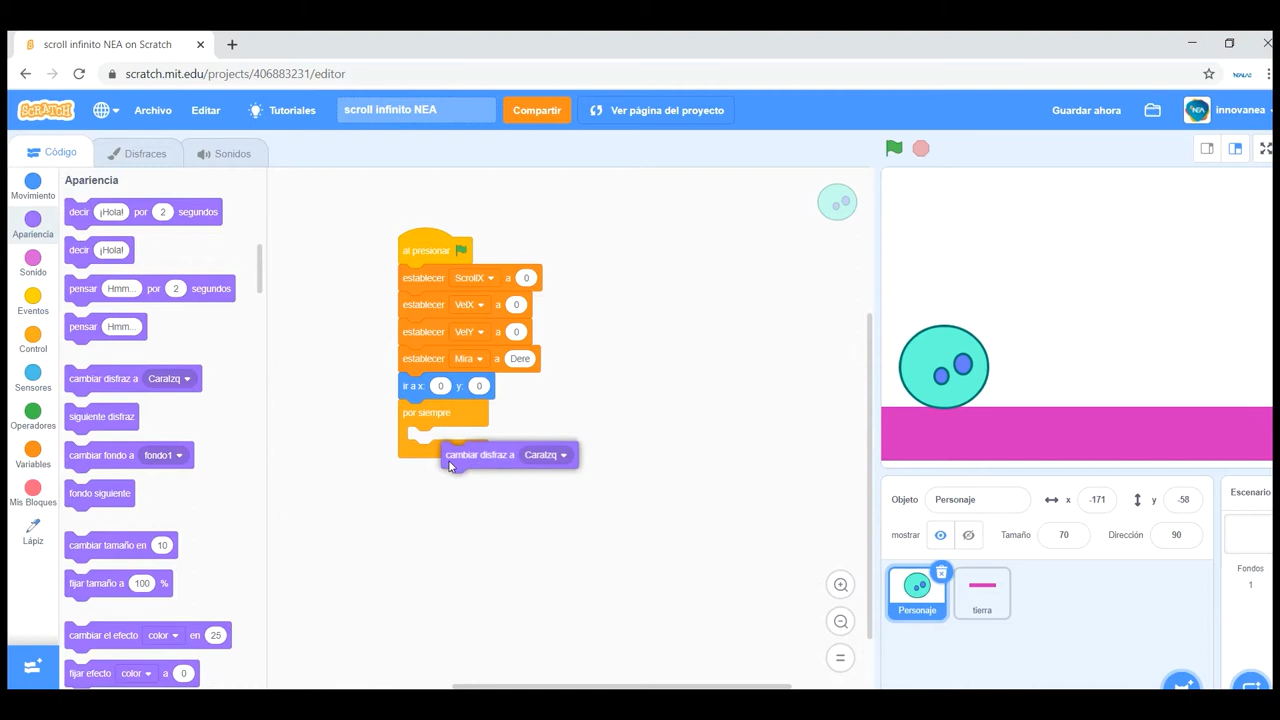 scroll infinito NEA on Scratch
scratch.mit.edu/projects/406883231/editor
SCRATCH Archivo Editar Tutoriales scroll infinito NEA Compartir Ver página del proyecto Guardar ahora innovanea
Código Disfraces Sonidos
Movimiento
Apariencia
Sonido
Eventos
Control
Sensores
Operadores
Variables
Mis Bloques
Lápiz
Apariencia
decir ¡Hola! por 2 segundos
decir ¡Hola!
pensar Hmm... por 2 segundos
pensar Hmm...
cambiar disfraz a CaraIzq
siguiente disfraz
cambiar fondo a fondo1
fondo siguiente
cambiar tamaño en 10
fijar tamaño a 100 %
cambiar el efecto color en 25
fijar efecto color a 0
al presionar
establecer ScrollX a 0
establecer VelX a 0
establecer VelY a 0
establecer Mira a Dere
ir a x: 0 y: 0
por siempre
cambiar disfraz a CaraIzq
Objeto Personaje x -171 y -58
mostrar Tamaño 70 Dirección 90
Personaje
tierra
Escenario
Fondos
1